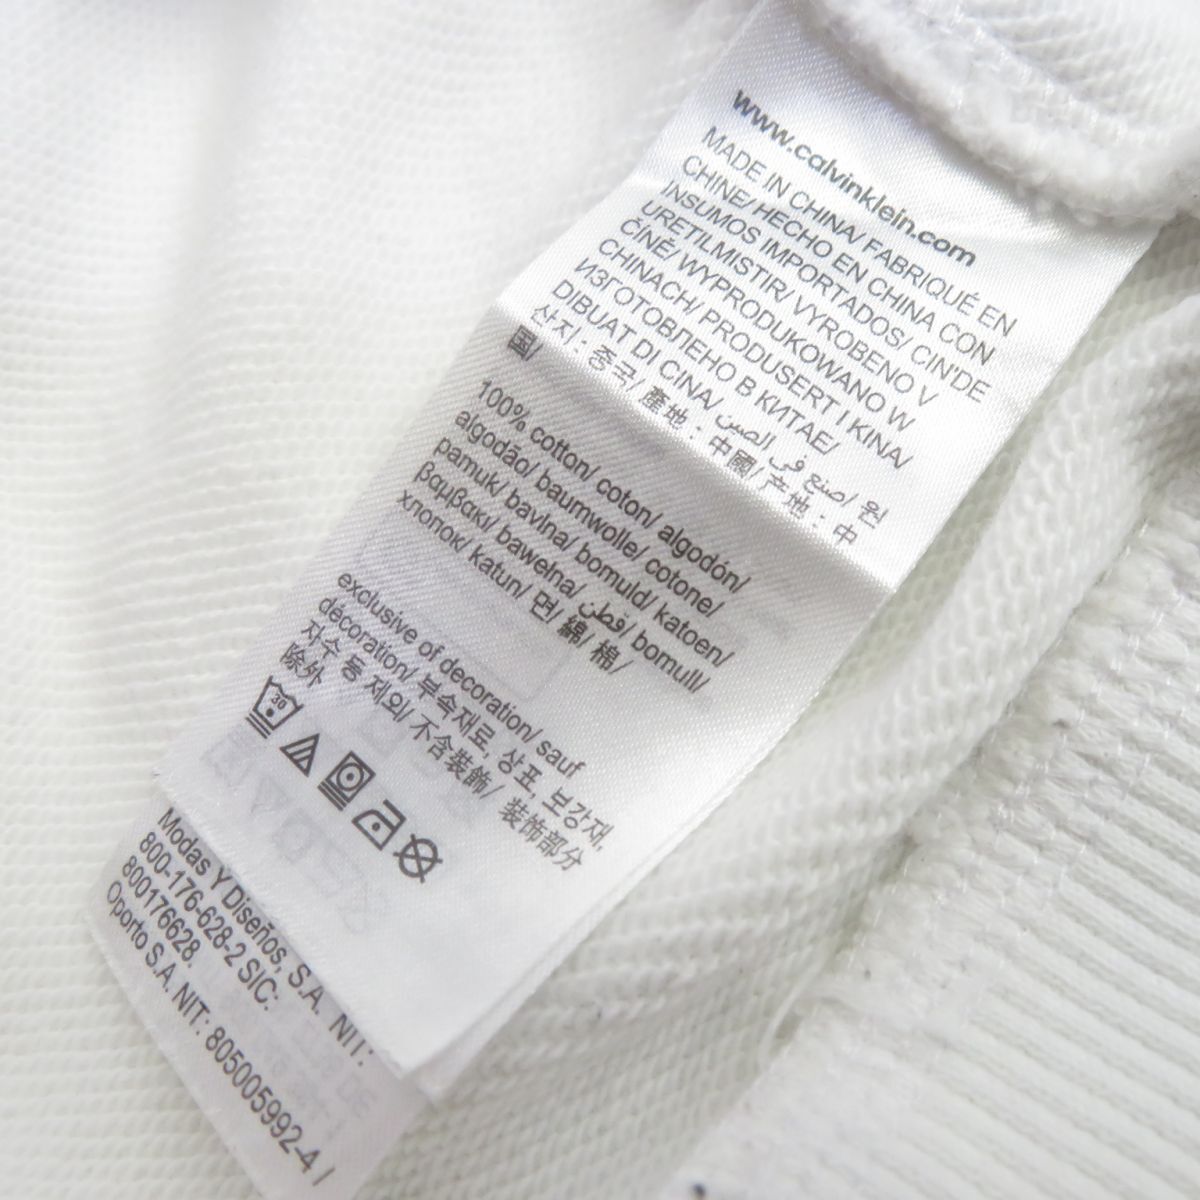 www.calvinklein.com
MADE IN CHINA/ FABRIQUÉ EN
CHINE/ HECHO EN CHINA CON
INSUMOS IMPORTADOS/ CIN'DE
URETILMISTIR/ VYROBENO V
ČÍNĚ/ WYPRODUKOWANO W
CHINACH/ PRODUSERT I KINA/
ИЗГОТОВЛЕНО В КИТАЕ/
DIBUAT DI CINA/ صنع في الصين/ 원
산지 : 중국/ 產地 : 中國/ 产地 : 中
国/
100% cotton/ coton/ algodón/
algodão/ baumwolle/ cotone/
pamuk/ bavlna/ bomuld/ katoen/
βαμβακι/ bawełna/ قطن/ bomull/
хлопок/ katun/ 면/ 綿/ 棉/
exclusive of decoration/ sauf
décoration/ 부속재료, 상표, 보강재,
자수 등 제외/ 不含裝飾/ 装饰部分
除外
30
Modas Y Diseños, S.A. NIT:
800-176-628-2 SIC:
800176628.
Oporto S.A. NIT: 805005992-4 /